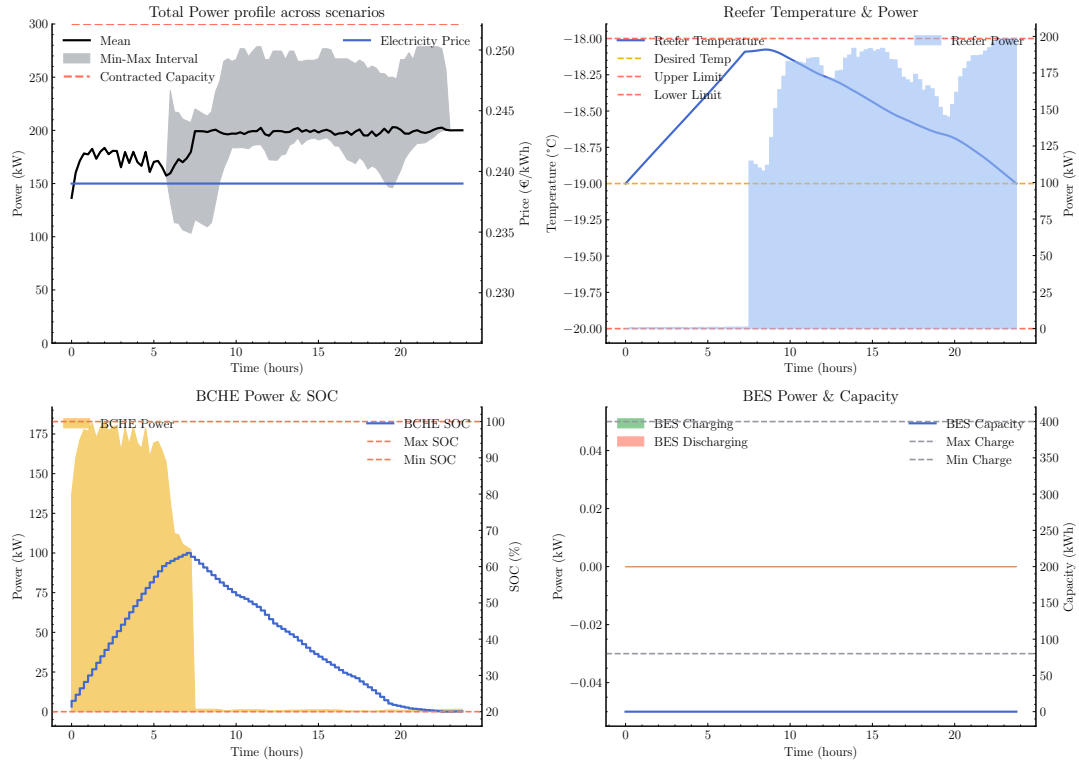 Total Power profile across scenarios
Mean
Min-Max Interval
Contracted Capacity
Electricity Price
300
250
200
150
100
50
0
Power (kW)
0.250
0.245
0.240
0.235
0.230
Price (€/kWh)
0 5 10 15 20
Time (hours)
Reefer Temperature & Power
Reefer Temperature
Desired Temp
Upper Limit
Lower Limit
Reefer Power
−18.00
−18.25
−18.50
−18.75
−19.00
−19.25
−19.50
−19.75
−20.00
Temperature (°C)
200
175
150
125
100
75
50
25
0
Power (kW)
0 5 10 15 20
Time (hours)
BCHE Power & SOC
BCHE Power
BCHE SOC
Max SOC
Min SOC
175
150
125
100
75
50
25
0
Power (kW)
100
90
80
70
60
50
40
30
20
SOC (%)
0 5 10 15 20
Time (hours)
BES Power & Capacity
BES Charging
BES Discharging
BES Capacity
Max Charge
Min Charge
0.04
0.02
0.00
−0.02
−0.04
Power (kW)
400
350
300
250
200
150
100
50
0
Capacity (kWh)
0 5 10 15 20
Time (hours)